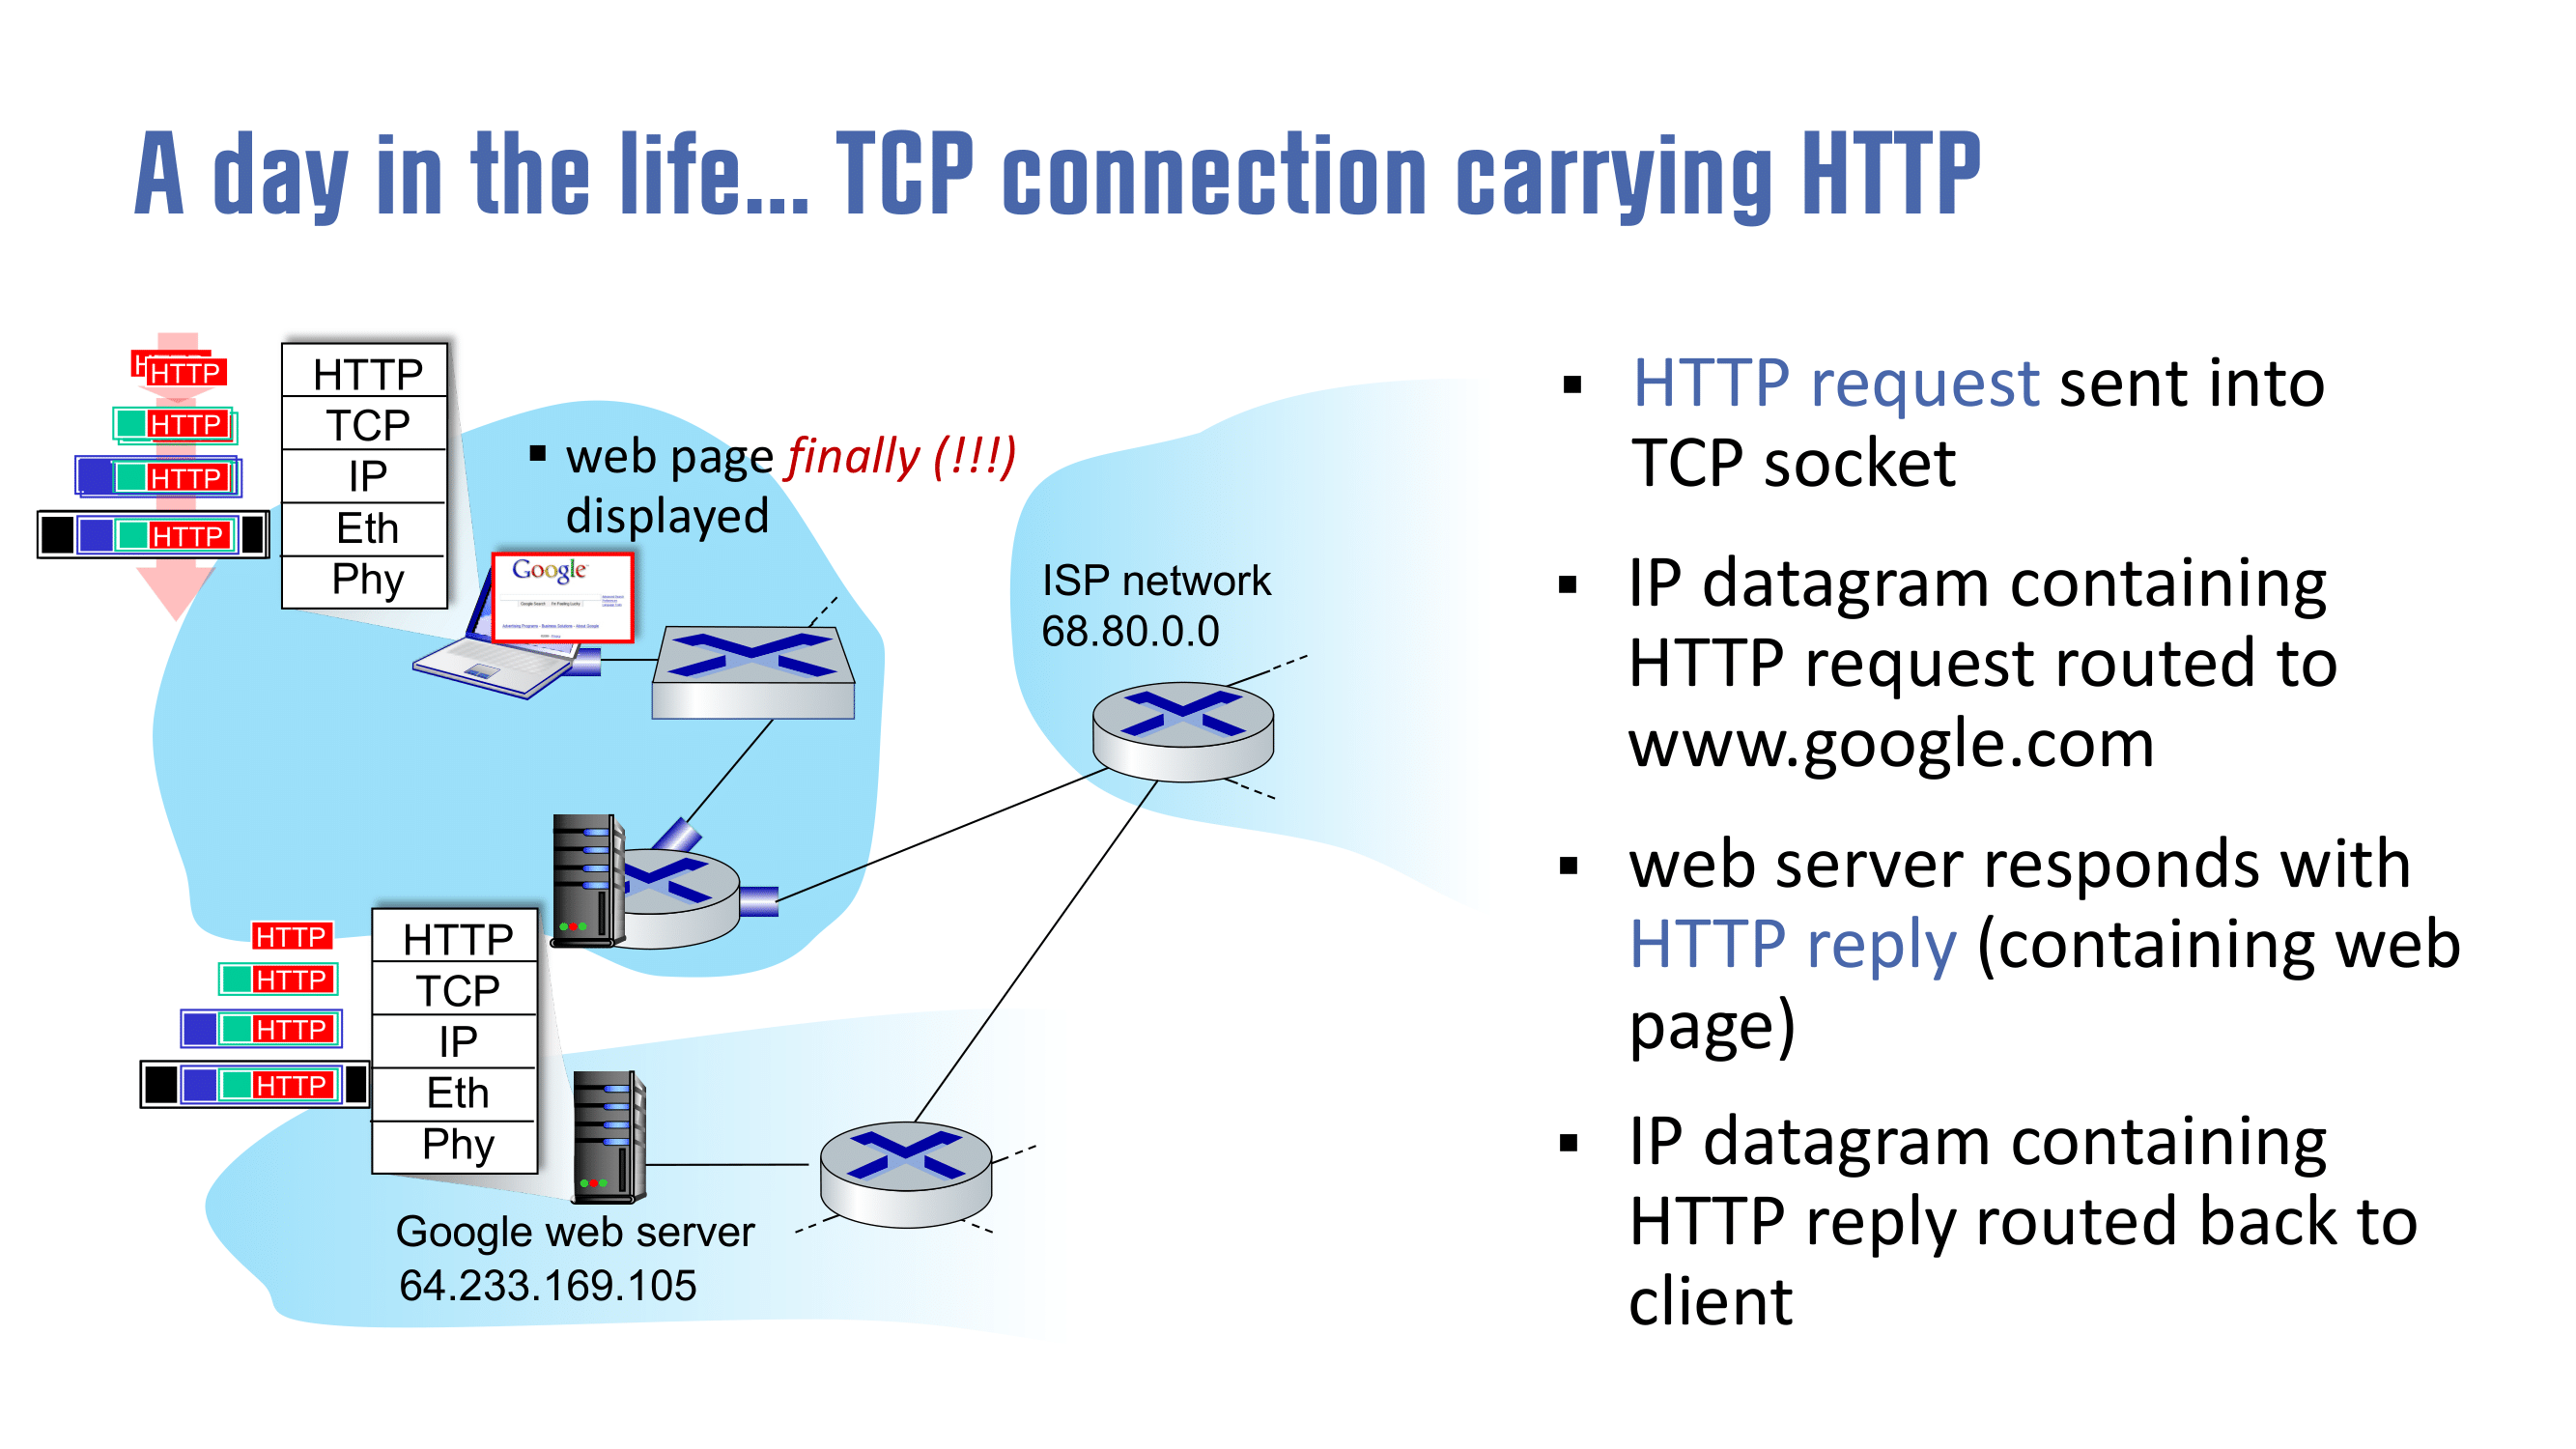 A day in the life... TCP connection carrying HTTP
HTTP
HTTP
HTTP
HTTP
HTTP
TCP
IP
Eth
Phy
▪ web page finally (!!!)
displayed
Google
ISP network
68.80.0.0
HTTP
HTTP
HTTP
HTTP
HTTP
TCP
IP
Eth
Phy
Google web server
64.233.169.105
▪ HTTP request sent into
TCP socket
▪ IP datagram containing
HTTP request routed to
www.google.com
▪ web server responds with
HTTP reply (containing web
page)
▪ IP datagram containing
HTTP reply routed back to
client